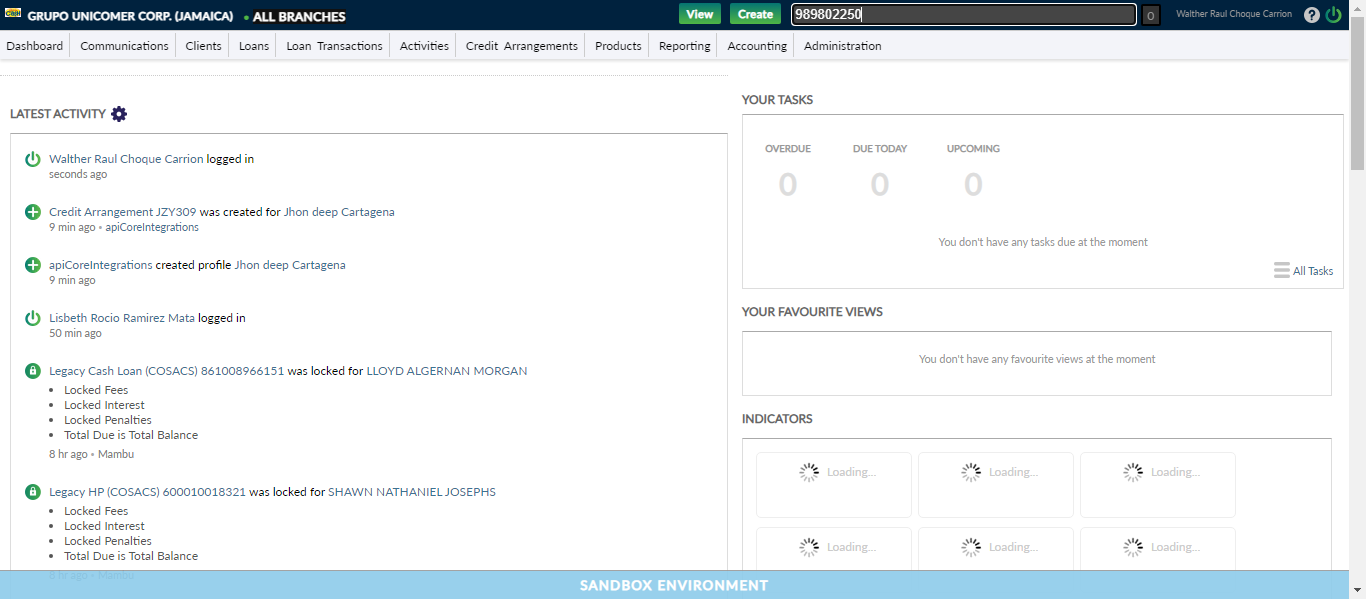 GRUPO UNICOMER CORP. (JAMAICA) • ALL BRANCHES View Create 989802250 0 Walther Raul Choque Carrion ?
Dashboard Communications Clients Loans Loan Transactions Activities Credit Arrangements Products Reporting Accounting Administration
LATEST ACTIVITY
Walther Raul Choque Carrion logged in
seconds ago
Credit Arrangement JZY309 was created for Jhon deep Cartagena
9 min ago • apiCoreIntegrations
apiCoreIntegrations created profile Jhon deep Cartagena
9 min ago
Lisbeth Rocio Ramirez Mata logged in
50 min ago
Legacy Cash Loan (COSACS) 861008966151 was locked for LLOYD ALGERNAN MORGAN
• Locked Fees
• Locked Interest
• Locked Penalties
• Total Due is Total Balance
8 hr ago • Mambu
Legacy HP (COSACS) 600010018321 was locked for SHAWN NATHANIEL JOSEPHS
• Locked Fees
• Locked Interest
• Locked Penalties
• Total Due is Total Balance
8 hr ago • Mambu
YOUR TASKS
OVERDUE DUE TODAY UPCOMING
0 0 0
You don't have any tasks due at the moment
All Tasks
YOUR FAVOURITE VIEWS
You don't have any favourite views at the moment
INDICATORS
Loading... Loading... Loading...
Loading... Loading... Loading...
SANDBOX ENVIRONMENT